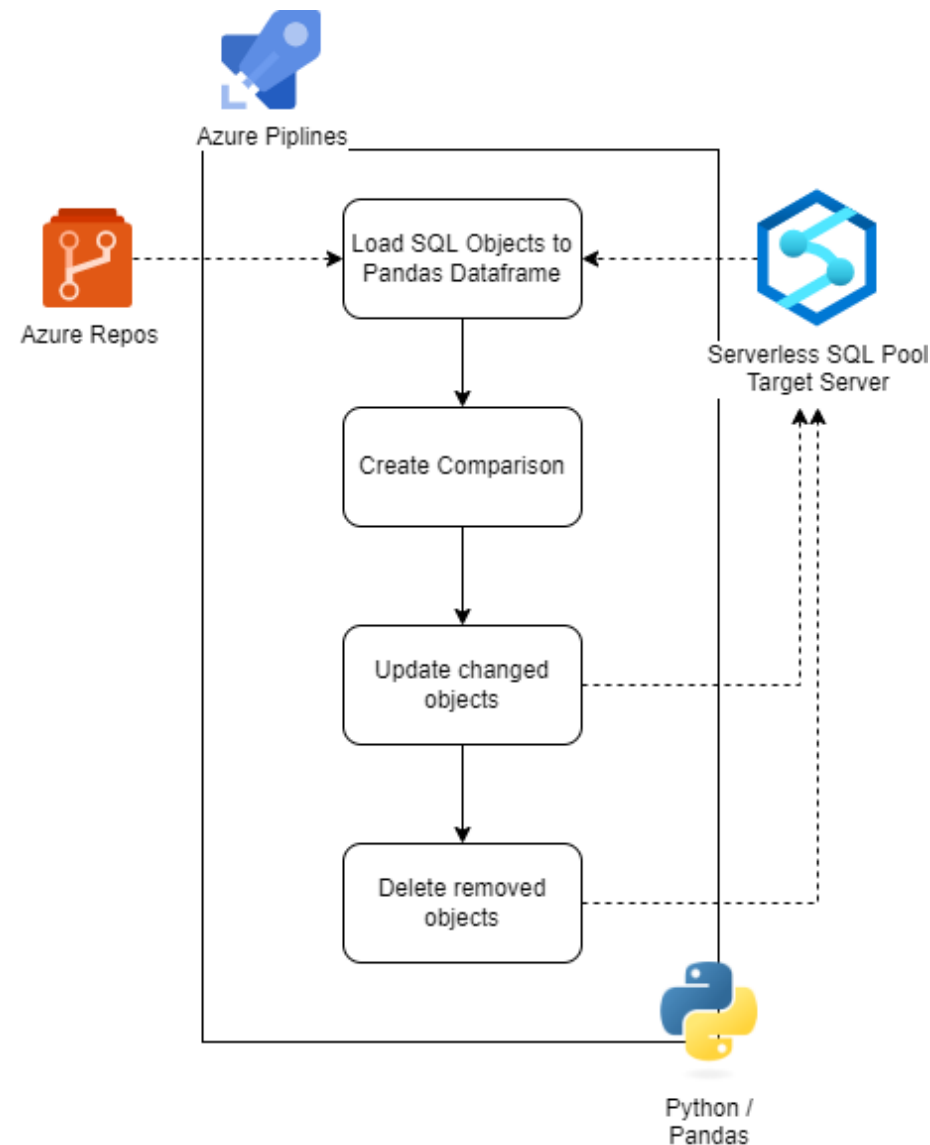 Azure Piplines
Load SQL Objects to
Pandas Dataframe
Azure Repos
Serverless SQL Pool
Target Server
Create Comparison
Update changed
objects
Delete removed
objects
Python /
Pandas